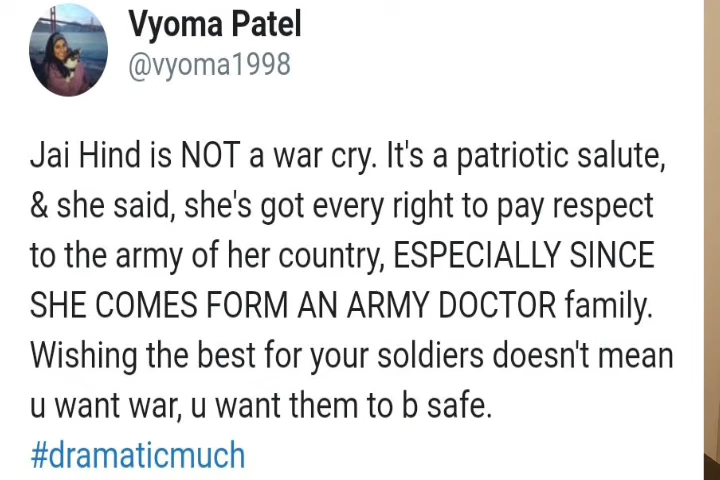 Vyoma Patel
@vyoma1998
Jai Hind is NOT a war cry. It's a patriotic salute,
& she said, she's got every right to pay respect
to the army of her country, ESPECIALLY SINCE
SHE COMES FORM AN ARMY DOCTOR family.
Wishing the best for your soldiers doesn't mean
u want war, u want them to b safe.
#dramaticmuch